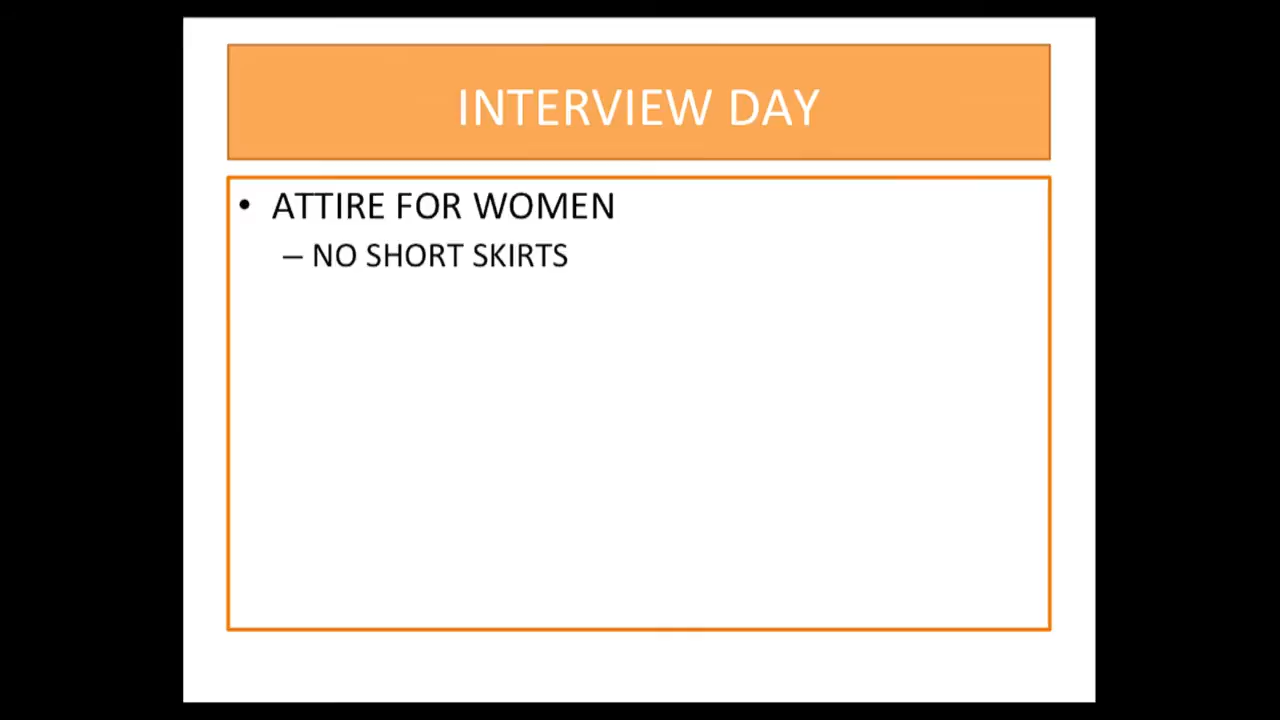 INTERVIEW DAY
• ATTIRE FOR WOMEN
– NO SHORT SKIRTS